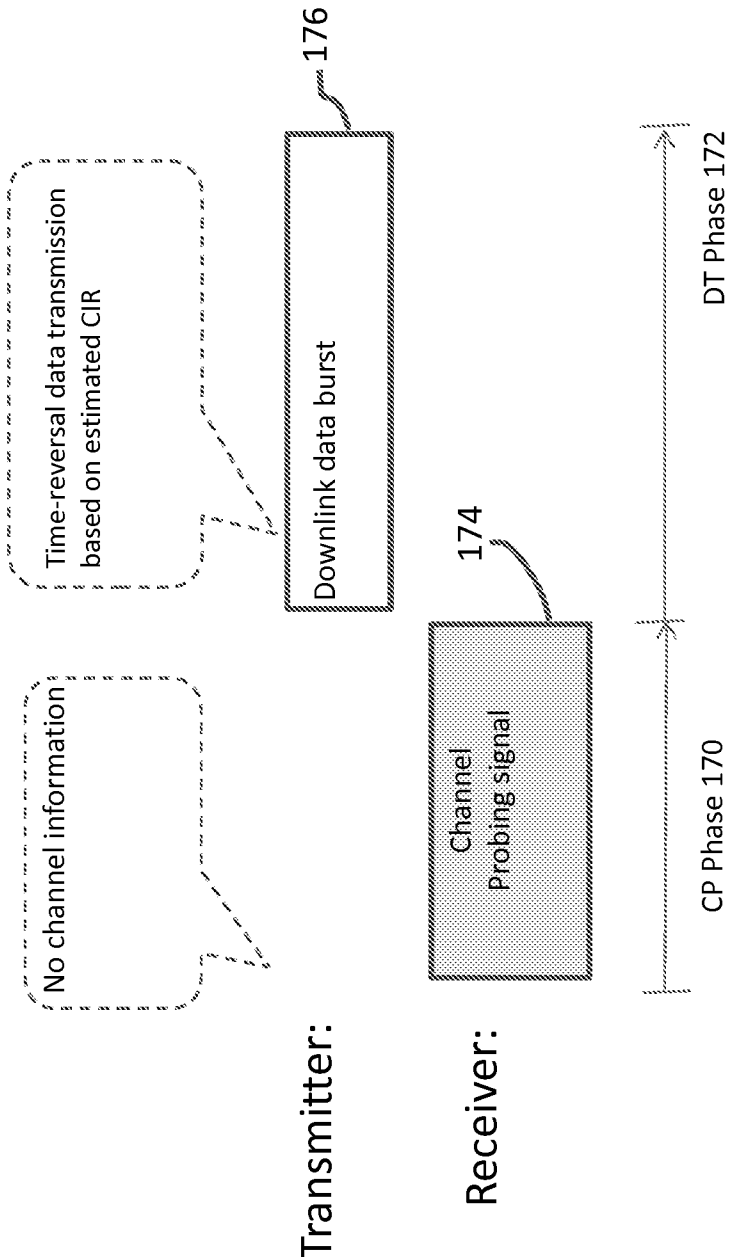 No channel information
Time-reversal data transmission
based on estimated CIR
Transmitter:
Downlink data burst
176
Receiver:
Channel
Probing signal
174
CP Phase 170
DT Phase 172